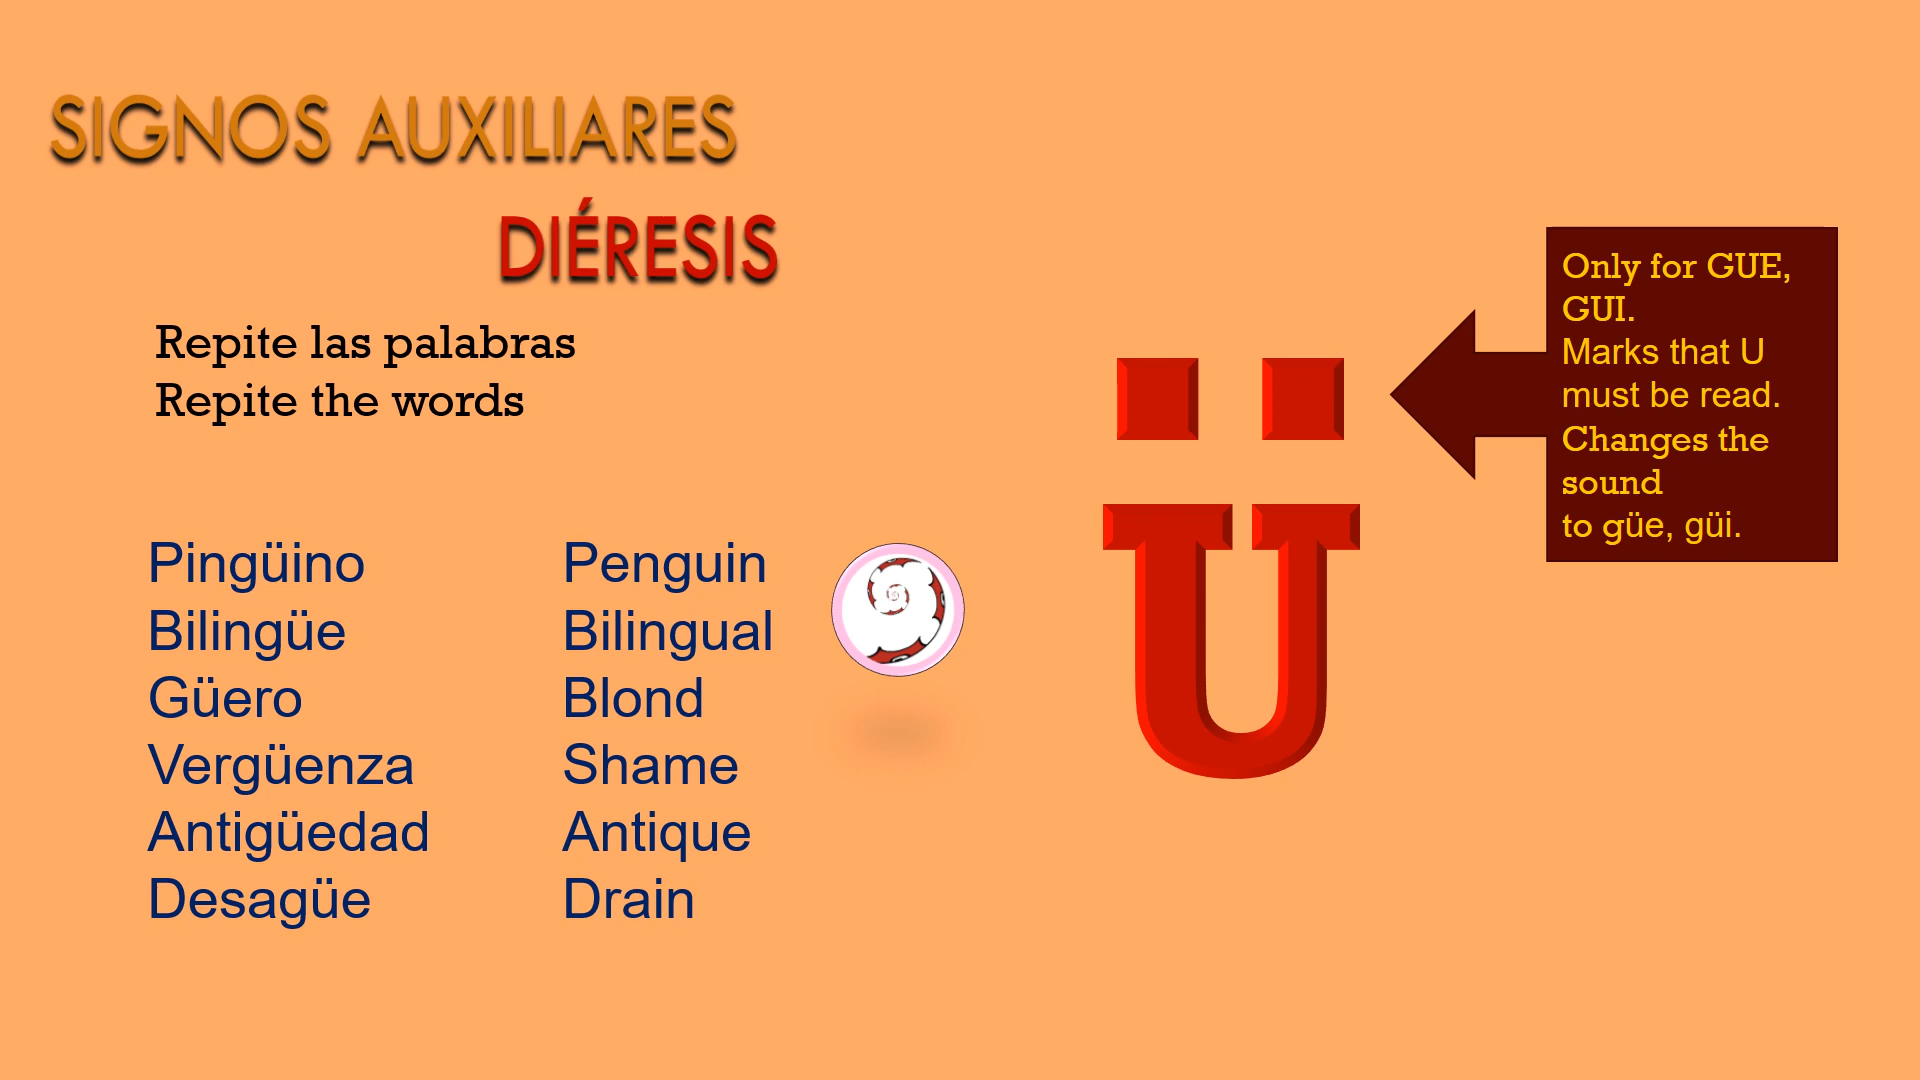 SIGNOS AUXILIARES
DIÉRESIS
Repite las palabras
Repite the words
Pingüino Penguin
Bilingüe Bilingual
Güero Blond
Vergüenza Shame
Antigüedad Antique
Desagüe Drain
Ü
Only for GUE,
GUI.
Marks that U
must be read.
Changes the
sound
to güe, güi.